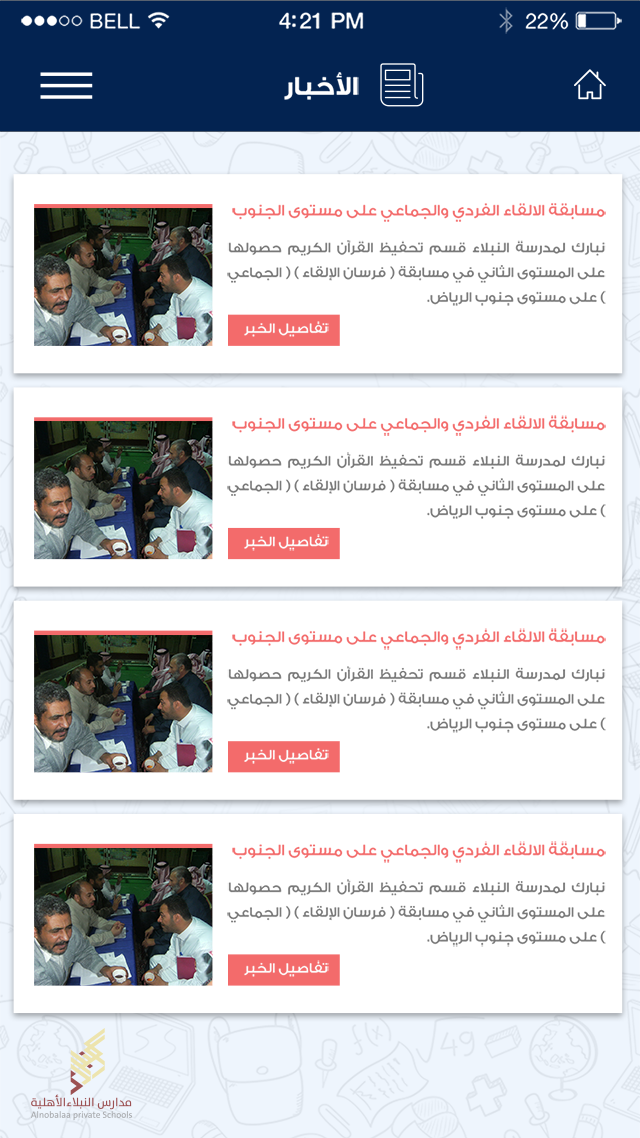 BELL 4:21 PM 22%
الأخبار
مسابقة الالقاء الفردي والجماعي على مستوى الجنوب
نبارك لمدرسة النبلاء قسم تحفيظ القرآن الكريم حصولها
على المستوى الثاني في مسابقة ( فرسان الإلقاء ) ( الجماعي
) على مستوى جنوب الرياض.
تفاصيل الخبر
مسابقة الالقاء الفردي والجماعي على مستوى الجنوب
نبارك لمدرسة النبلاء قسم تحفيظ القرآن الكريم حصولها
على المستوى الثاني في مسابقة ( فرسان الإلقاء ) ( الجماعي
) على مستوى جنوب الرياض.
تفاصيل الخبر
مسابقة الالقاء الفردي والجماعي على مستوى الجنوب
نبارك لمدرسة النبلاء قسم تحفيظ القرآن الكريم حصولها
على المستوى الثاني في مسابقة ( فرسان الإلقاء ) ( الجماعي
) على مستوى جنوب الرياض.
تفاصيل الخبر
مسابقة الالقاء الفردي والجماعي على مستوى الجنوب
نبارك لمدرسة النبلاء قسم تحفيظ القرآن الكريم حصولها
على المستوى الثاني في مسابقة ( فرسان الإلقاء ) ( الجماعي
) على مستوى جنوب الرياض.
تفاصيل الخبر
f(x) √49
مدارس النبلاء الأهلية
Alnobalaa private Schools